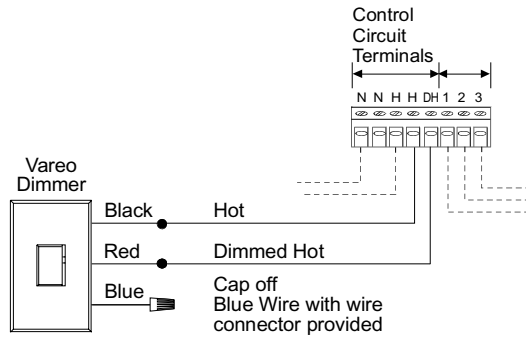 Control
Circuit
Terminals
N N H H DH 1 2 3
Vareo
Dimmer
Black Hot
Red Dimmed Hot
Blue
Cap off
Blue Wire with wire
connector provided